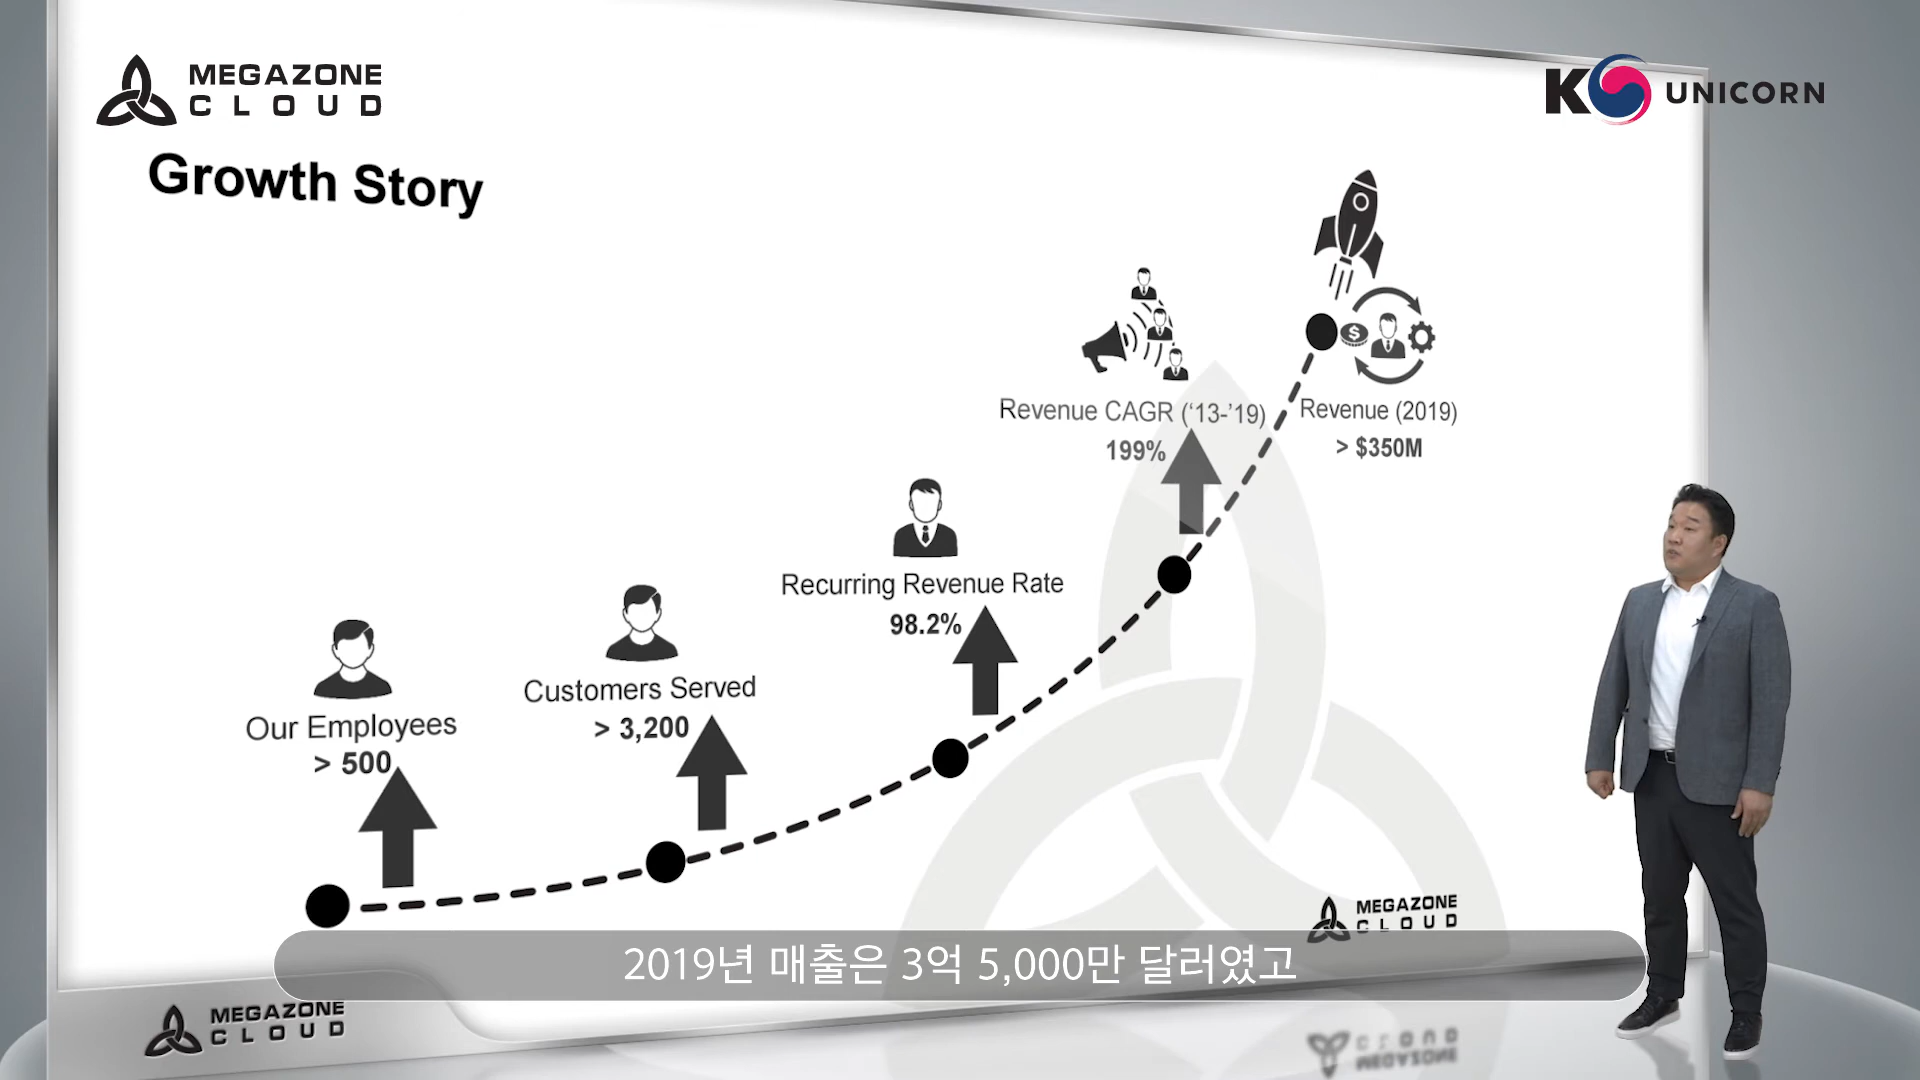 MEGAZONE
CLOUD
K UNICORN
Growth Story
Revenue CAGR (‘13-’19)
199%
Revenue (2019)
> $350M
$
Recurring Revenue Rate
98.2%
Customers Served
> 3,200
Our Employees
> 500
MEGAZONE
CLOUD
2019년 매출은 3억 5,000만 달러였고
MEGAZONE
CLOUD
MEGAZONE
CLOUD